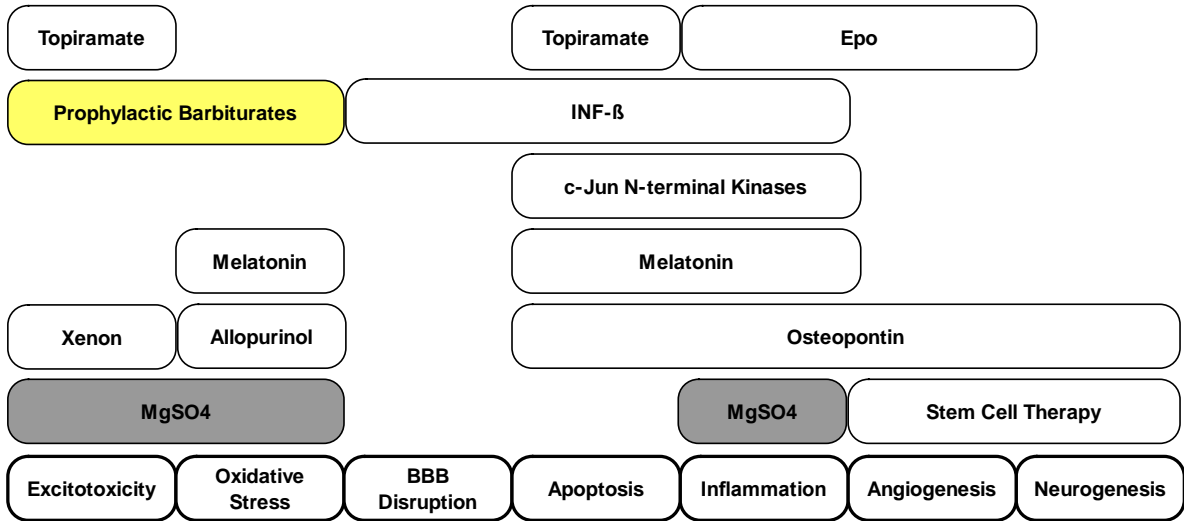 Topiramate
Topiramate
Epo
Prophylactic Barbiturates
INF-ß
c-Jun N-terminal Kinases
Melatonin
Melatonin
Xenon
Allopurinol
Osteopontin
MgSO4
MgSO4
Stem Cell Therapy
Excitotoxicity
Oxidative
Stress
BBB
Disruption
Apoptosis
Inflammation
Angiogenesis
Neurogenesis